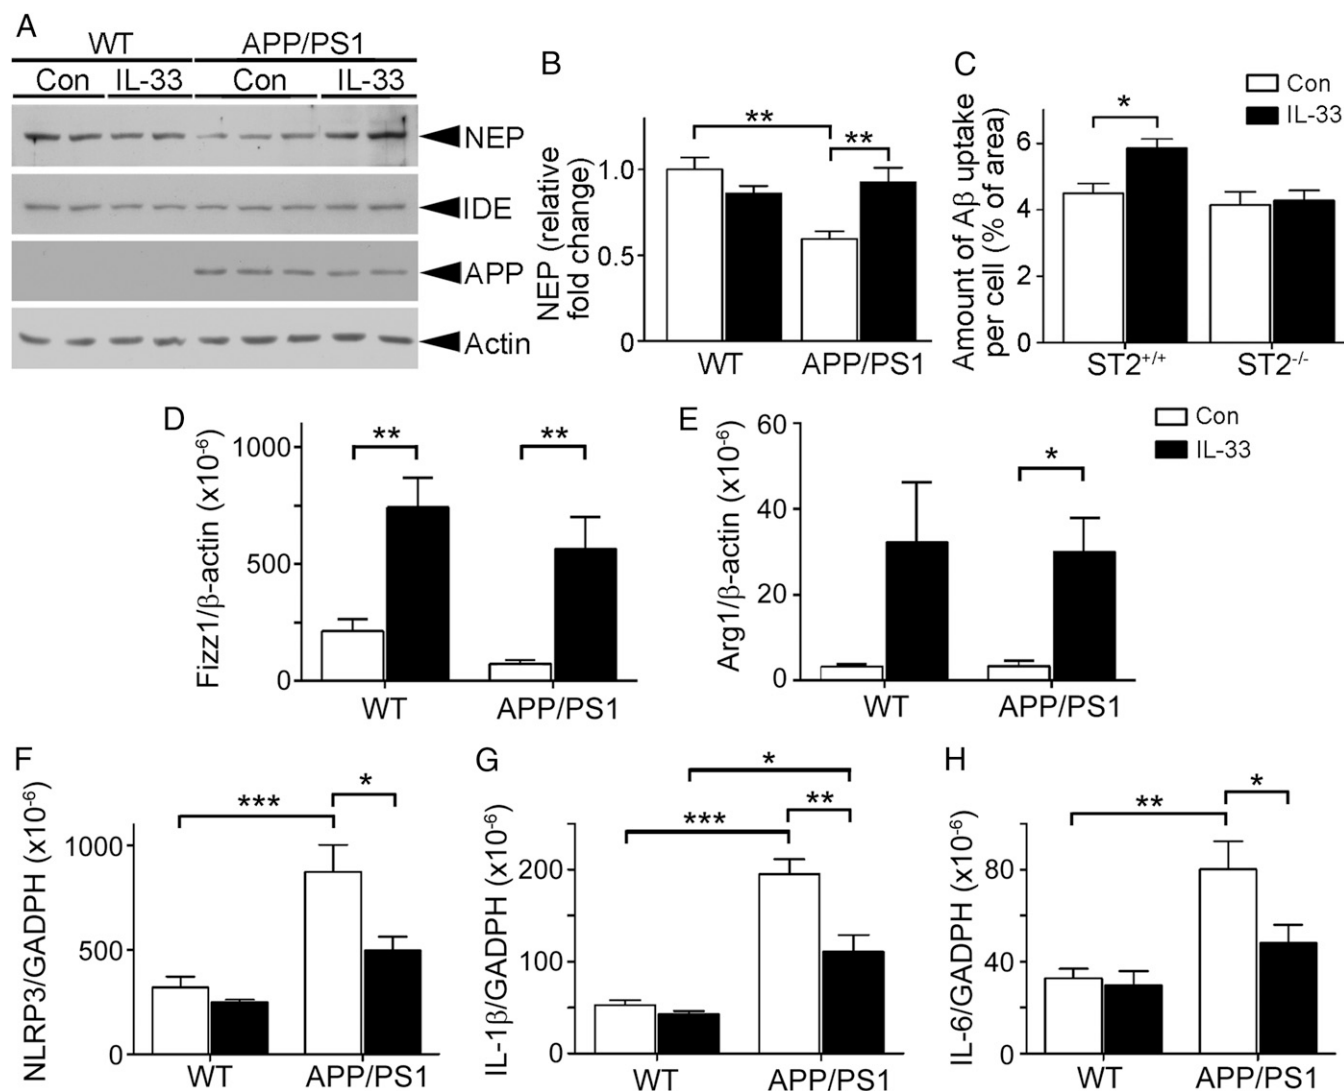 A
WT APP/PS1
Con IL-33 Con IL-33
NEP
IDE
APP
Actin
B
NEP (relative
fold change)
1.0
0.5
0
**
**
WT APP/PS1
C
Con
IL-33
Amount of Aβ uptake
per cell (% of area)
6
4
2
0
*
ST2+/+ ST2-/-
D
Fizz1/β-actin (x10-6)
1000
500
0
** **
WT APP/PS1
E
Con
IL-33
Arg1/β-actin (x10-6)
60
40
20
0
*
WT APP/PS1
F
NLRP3/GADPH (x10-6)
1000
500
0
***
*
WT APP/PS1
G
IL-1β/GADPH (x10-6)
200
100
0
*
**
***
WT APP/PS1
H
IL-6/GADPH (x10-6)
80
40
0
*
**
WT APP/PS1